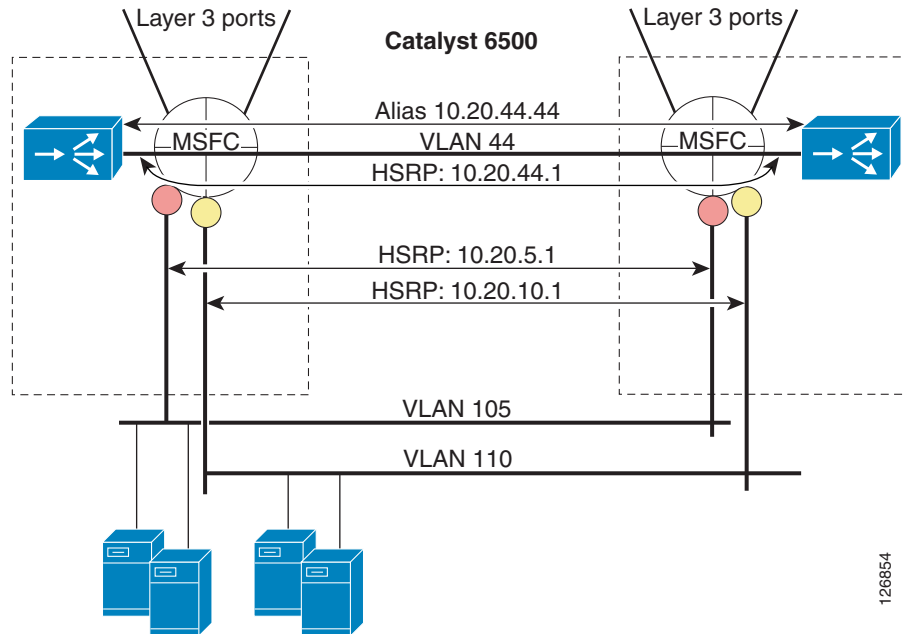 Layer 3 ports
Layer 3 ports
Catalyst 6500
Alias 10.20.44.44
MSFC
VLAN 44
MSFC
HSRP: 10.20.44.1
HSRP: 10.20.5.1
HSRP: 10.20.10.1
VLAN 105
VLAN 110
126854